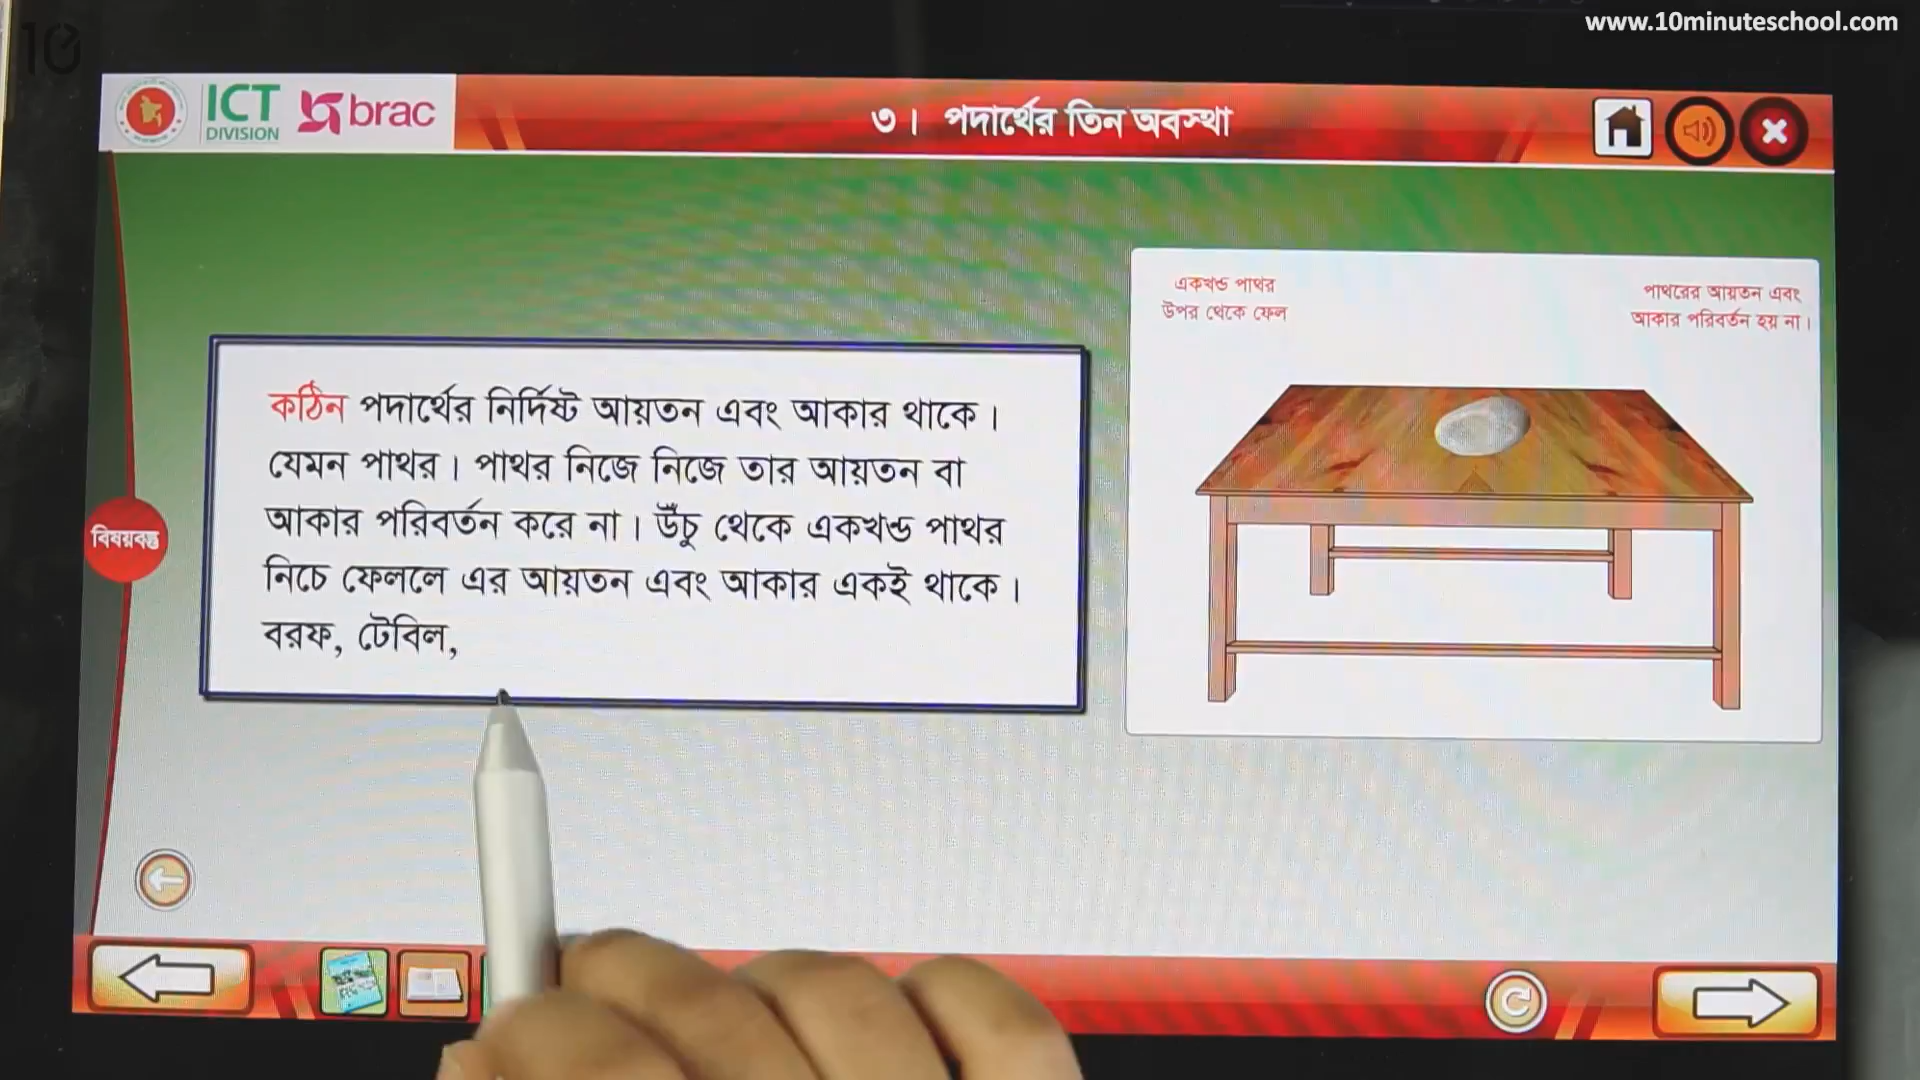 www.10minuteschool.com
10
ICT
DIVISION
brac
৩। পদার্থের তিন অবস্থা
একখন্ড পাথর
উপর থেকে ফেল
পাথরের আয়তন এবং
আকার পরিবর্তন হয় না।
কঠিন পদার্থের নির্দিষ্ট আয়তন এবং আকার থাকে।
যেমন পাথর। পাথর নিজে নিজে তার আয়তন বা
আকার পরিবর্তন করে না। উঁচু থেকে একখন্ড পাথর
নিচে ফেললে এর আয়তন এবং আকার একই থাকে।
বরফ, টেবিল,
বিষয়বস্তু